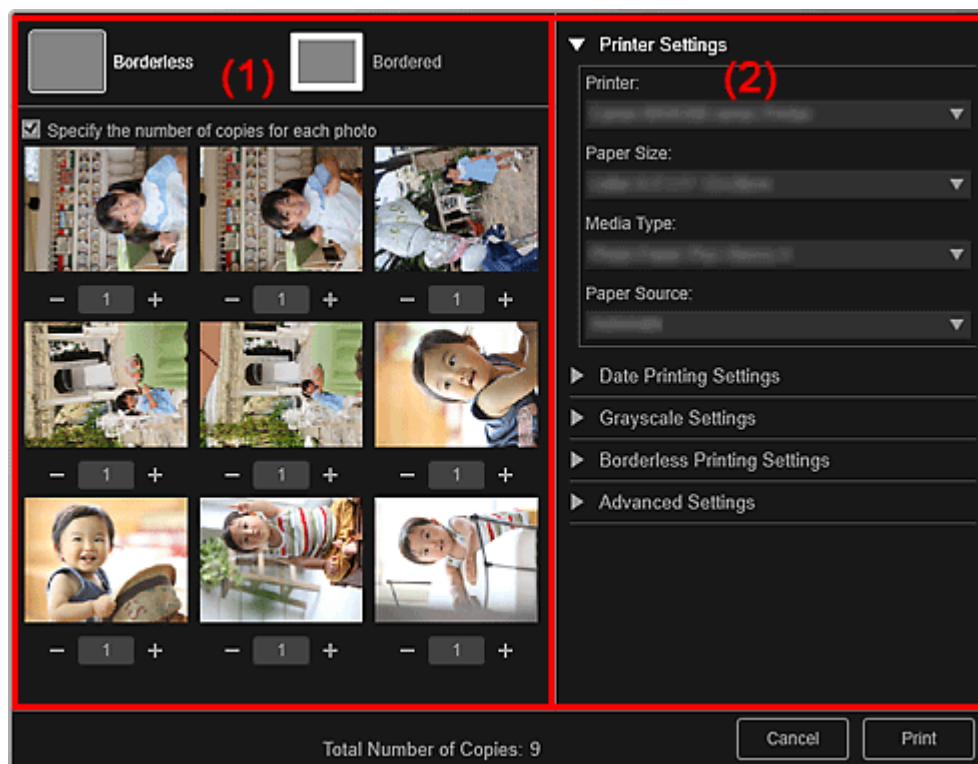 Borderless
(1)
Bordered
Specify the number of copies for each photo
- 1 +
- 1 +
- 1 +
- 1 +
- 1 +
- 1 +
- 1 +
- 1 +
- 1 +
Printer Settings
(2)
Printer:
Paper Size:
Media Type:
Paper Source:
Date Printing Settings
Grayscale Settings
Borderless Printing Settings
Advanced Settings
Total Number of Copies: 9
Cancel
Print